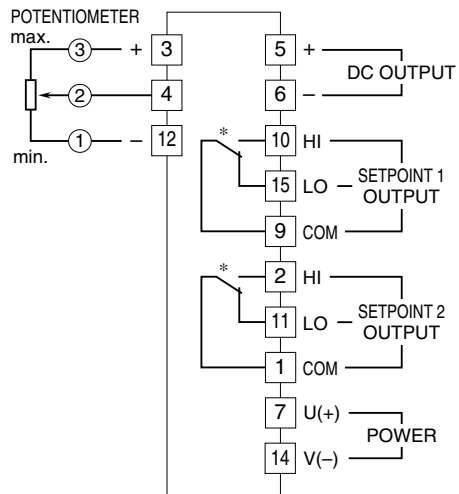 POTENTIOMETER
max.
③ + 3
② 4
① – 12
min.
5 +
6 –
DC OUTPUT
* 10 HI
15 LO
9 COM
SETPOINT 1
OUTPUT
* 2 HI
11 LO
1 COM
SETPOINT 2
OUTPUT
7 U(+)
14 V(–)
POWER